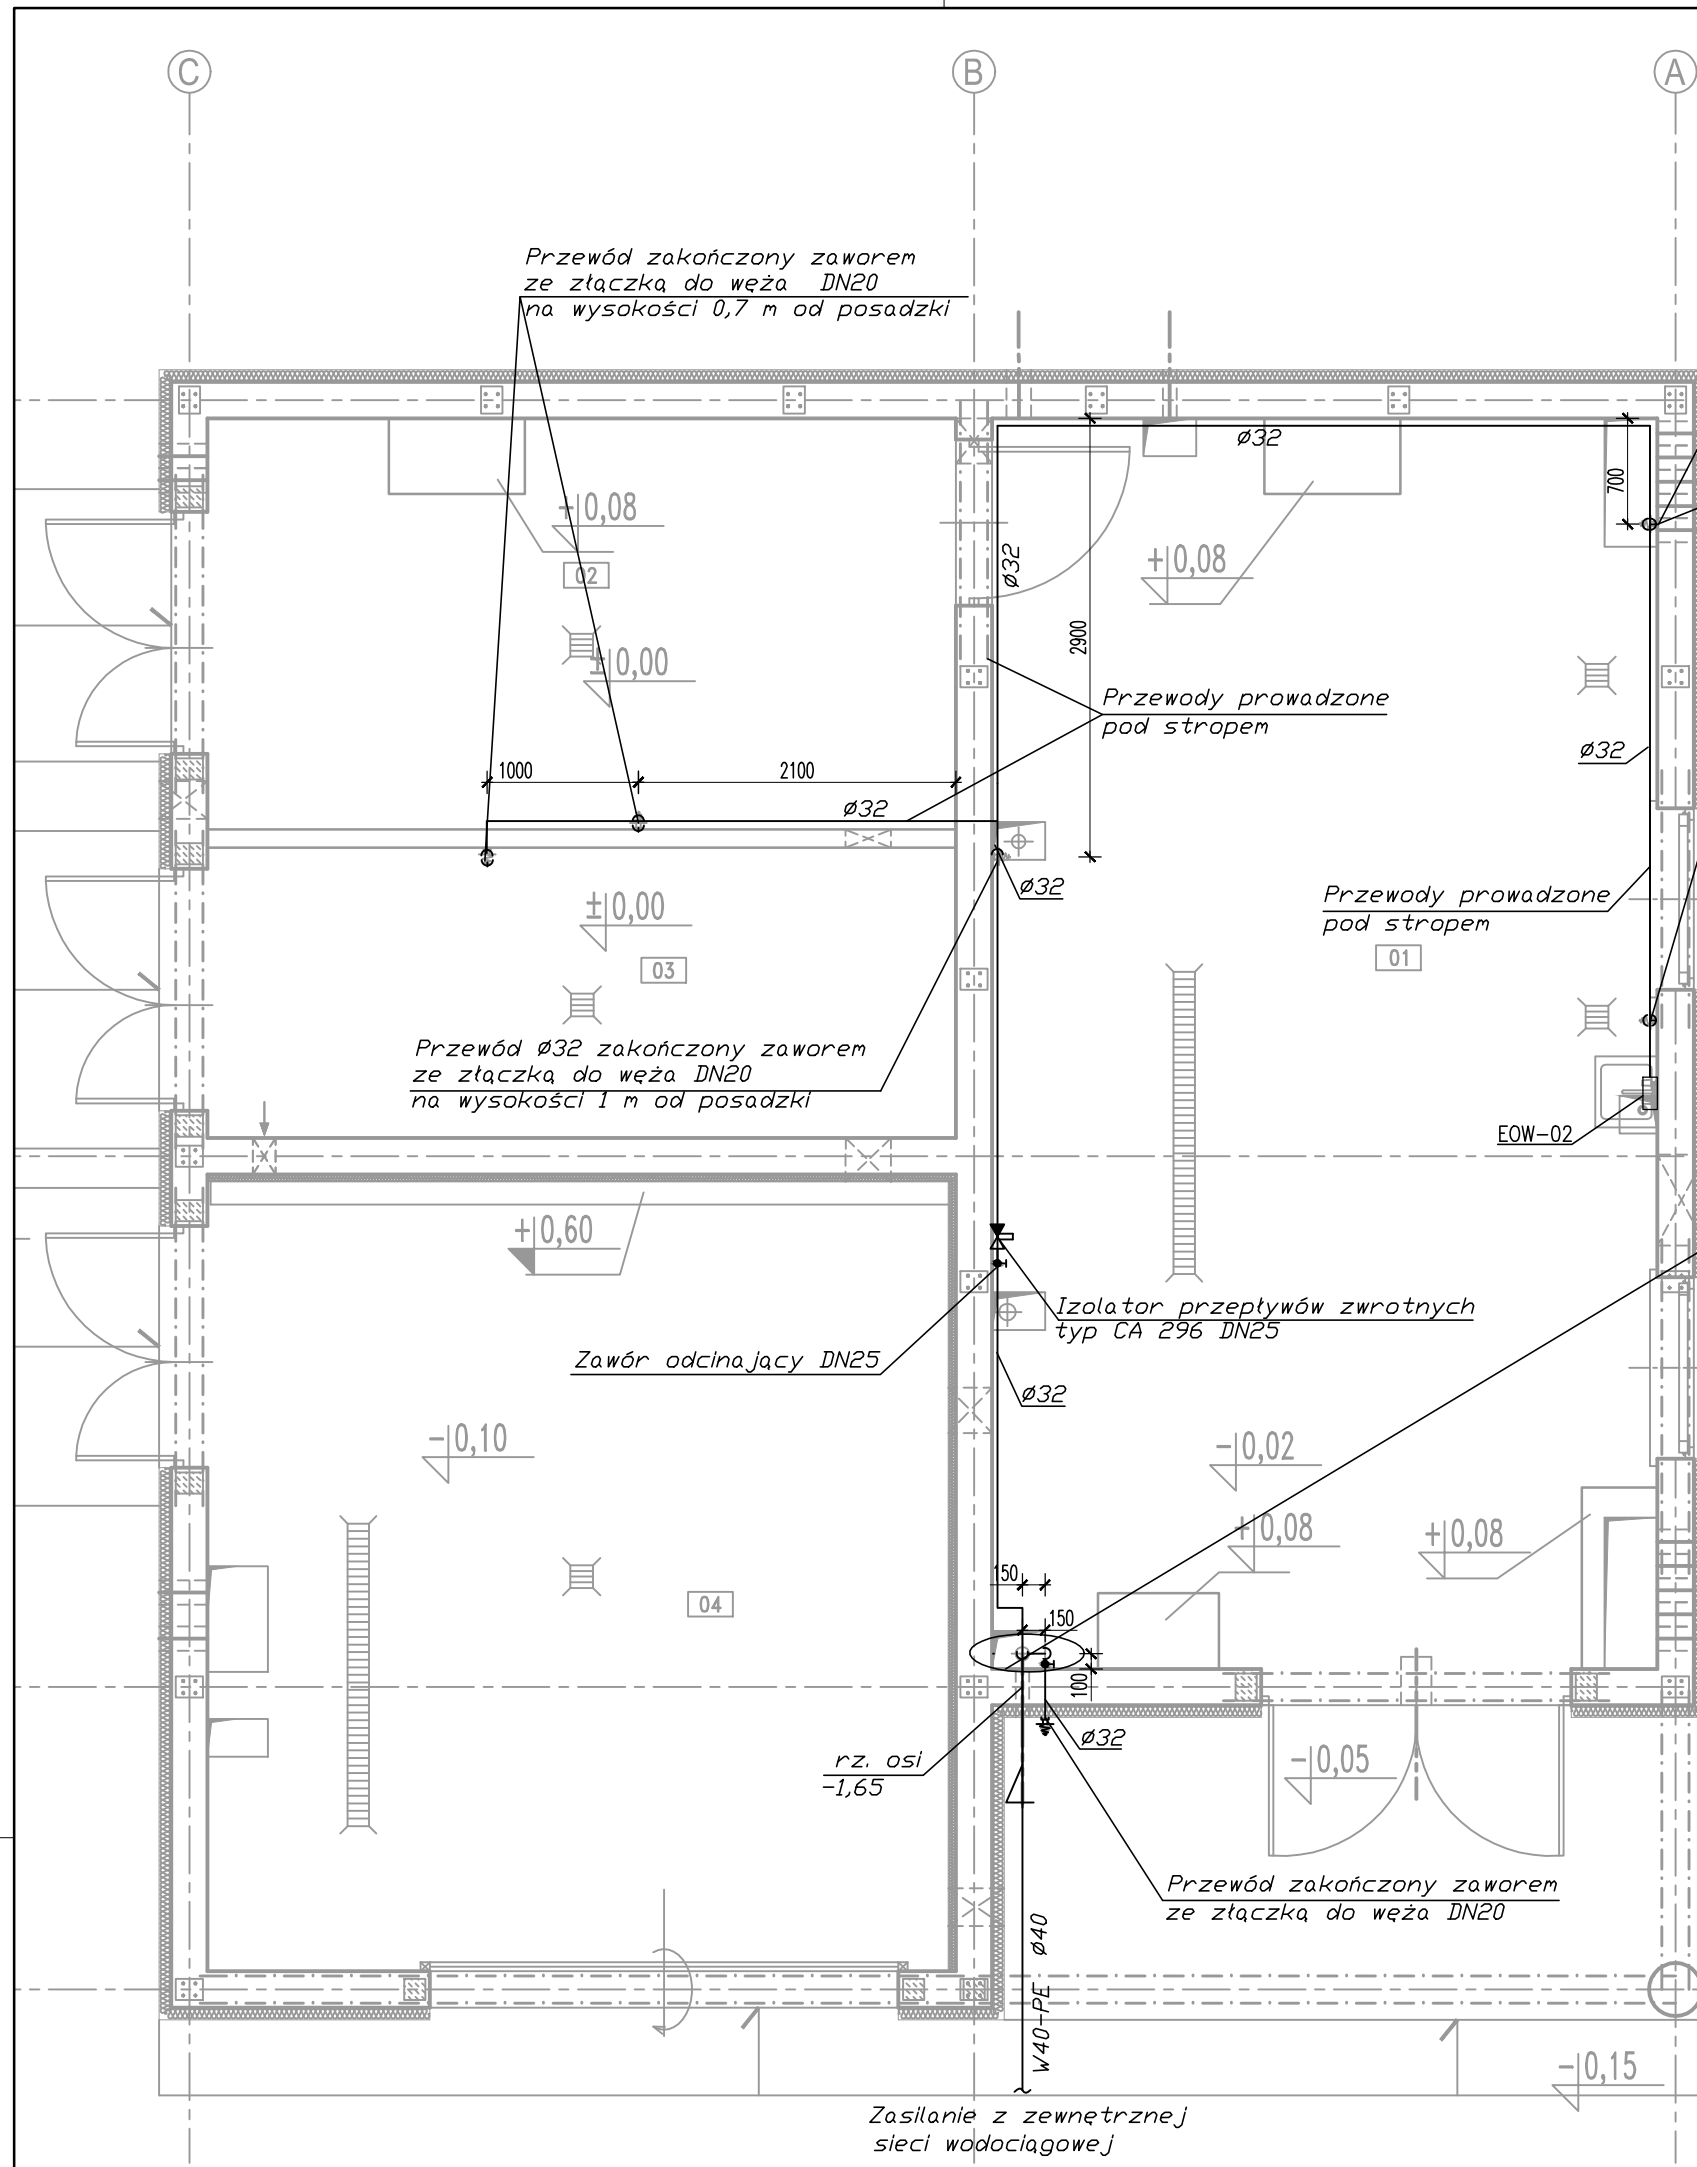 C
B
A
Przewód zakończony zaworem
ze złączką do węża DN20
na wysokości 0,7 m od posadzki
ø32
700
+0,08
02
ø32
+0,08
2900
±0,00
Przewody prowadzone
pod stropem
ø32
1000
2100
ø32
ø32
Przewody prowadzone
pod stropem
±0,00
01
03
Przewód ø32 zakończony zaworem
ze złączką do węża DN20
na wysokości 1 m od posadzki
EOW-02
+0,60
Izolator przepływów zwrotnych
typ CA 296 DN25
Zawór odcinający DN25
ø32
-0,10
-0,02
+0,08
+0,08
150
04
150
100
ø32
rz. osi
-1,65
-0,05
Przewód zakończony zaworem
ze złączką do węża DN20
W40-PE ø40
-0,15
Zasilanie z zewnętrznej
sieci wodociągowej